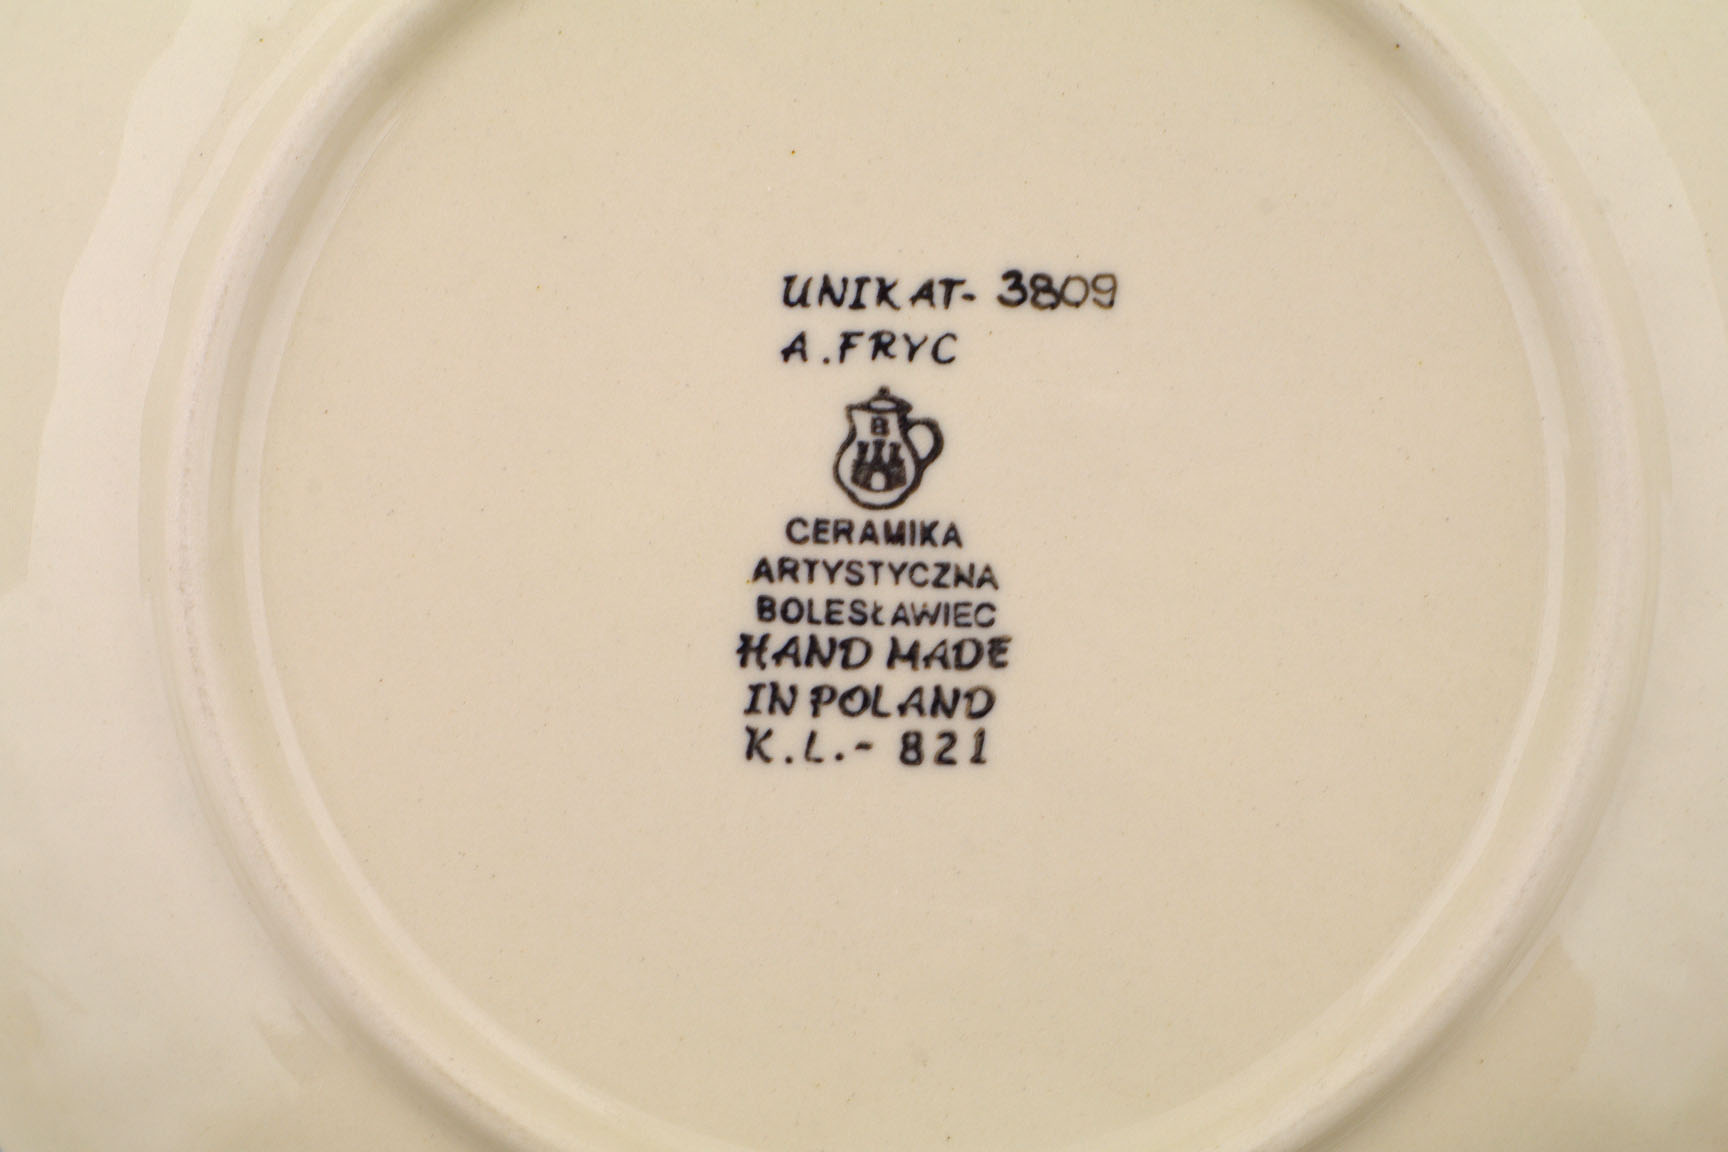 UNIKAT- 3809
A.FRYC
B
CERAMIKA
ARTYSTYCZNA
BOLESŁAWIEC
HAND MADE
IN POLAND
K.L.- 821